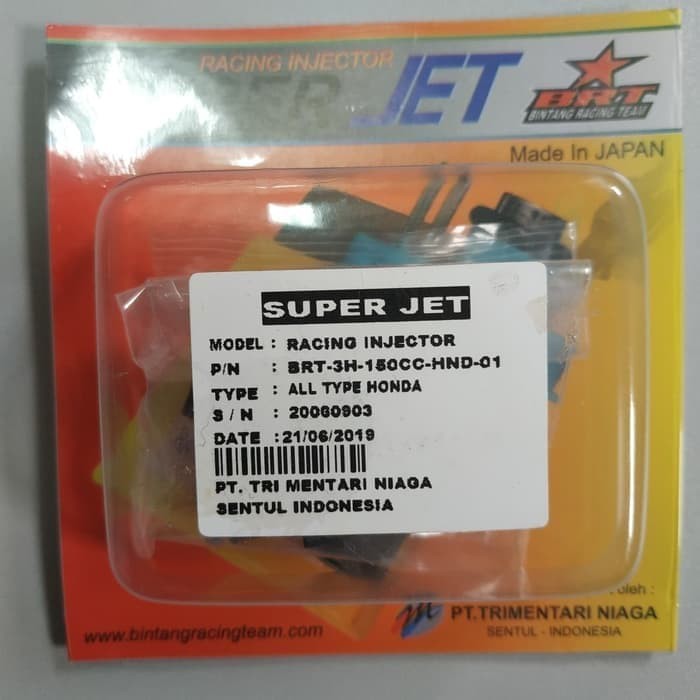 RACING INJECTOR
JET
BRT
BINTANG RACING TEAM
Made In JAPAN
SUPER JET
MODEL : RACING INJECTOR
P/N : BRT-3H-150CC-HND-01
TYPE : ALL TYPE HONDA
S / N : 20060903
DATE :21/06/2019
PT. TRI MENTARI NIAGA
SENTUL INDONESIA
oleh :
PT.TRIMENTARI NIAGA
SENTUL - INDONESIA
www.bintangracingteam.com